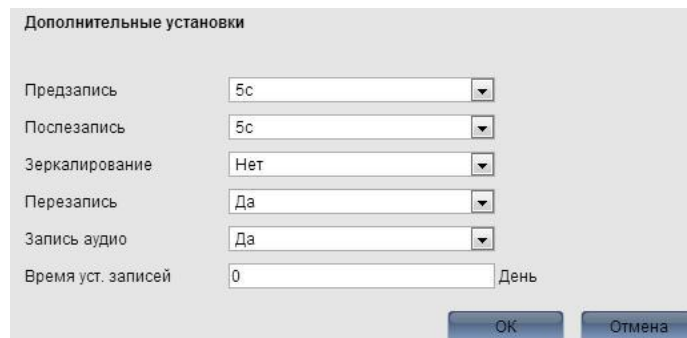 Дополнительные установки
Предзапись 5с
Послезапись 5с
Зеркалирование Нет
Перезапись Да
Запись аудио Да
Время уст. записей 0 День
OK Отмена